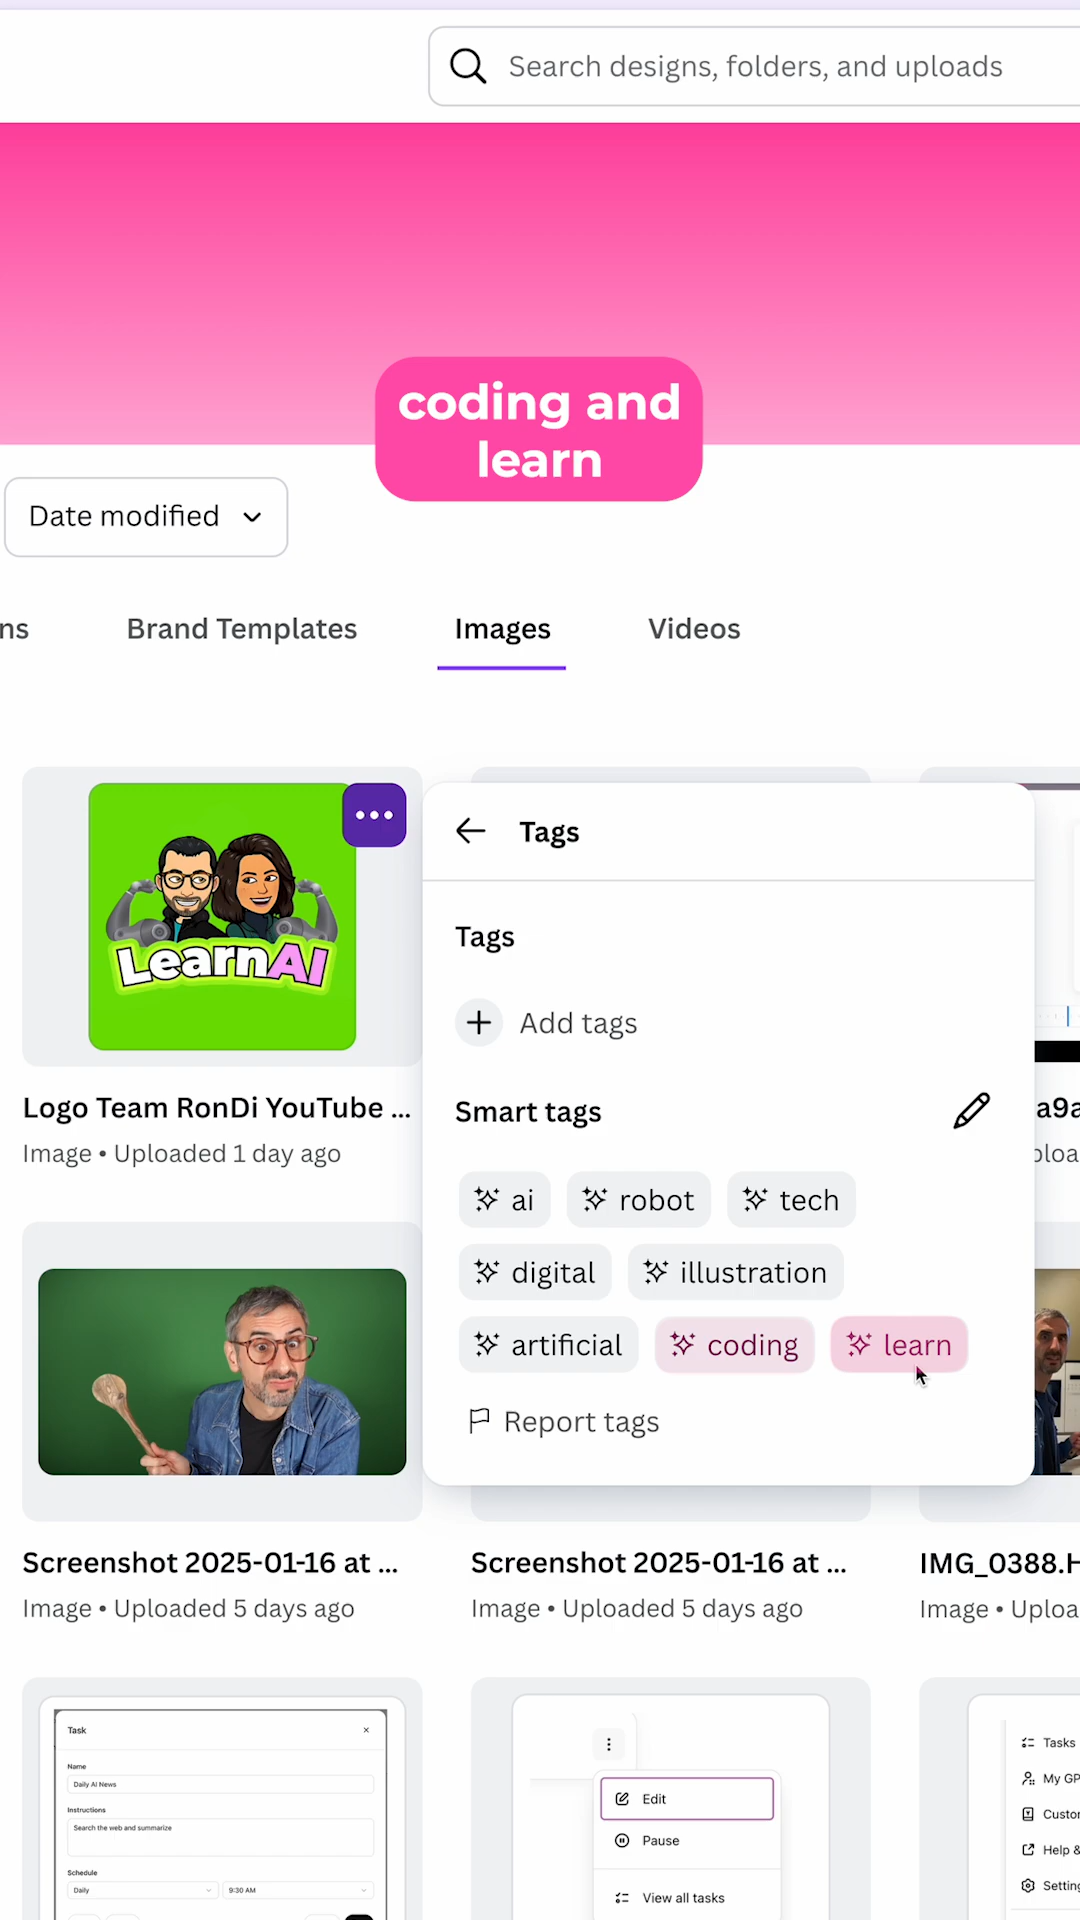 Search designs, folders, and uploads
coding and
learn
Date modified
ns
Brand Templates
Images
Videos
LearnAI
Tags
Tags
Add tags
Smart tags
ai
robot
tech
digital
illustration
artificial
coding
learn
Report tags
Logo Team RonDi YouTube ...
Image • Uploaded 1 day ago
a9a
Screenshot 2025-01-16 at ...
Image • Uploaded 5 days ago
Screenshot 2025-01-16 at ...
Image • Uploaded 5 days ago
IMG_0388.H
Image • Uploa
Task
Name
Daily AI News
Instructions
Search the web and summarize
Schedule
Daily
9:30 AM
Edit
Pause
View all tasks
Tasks
My GP
Custor
Help &
Setting